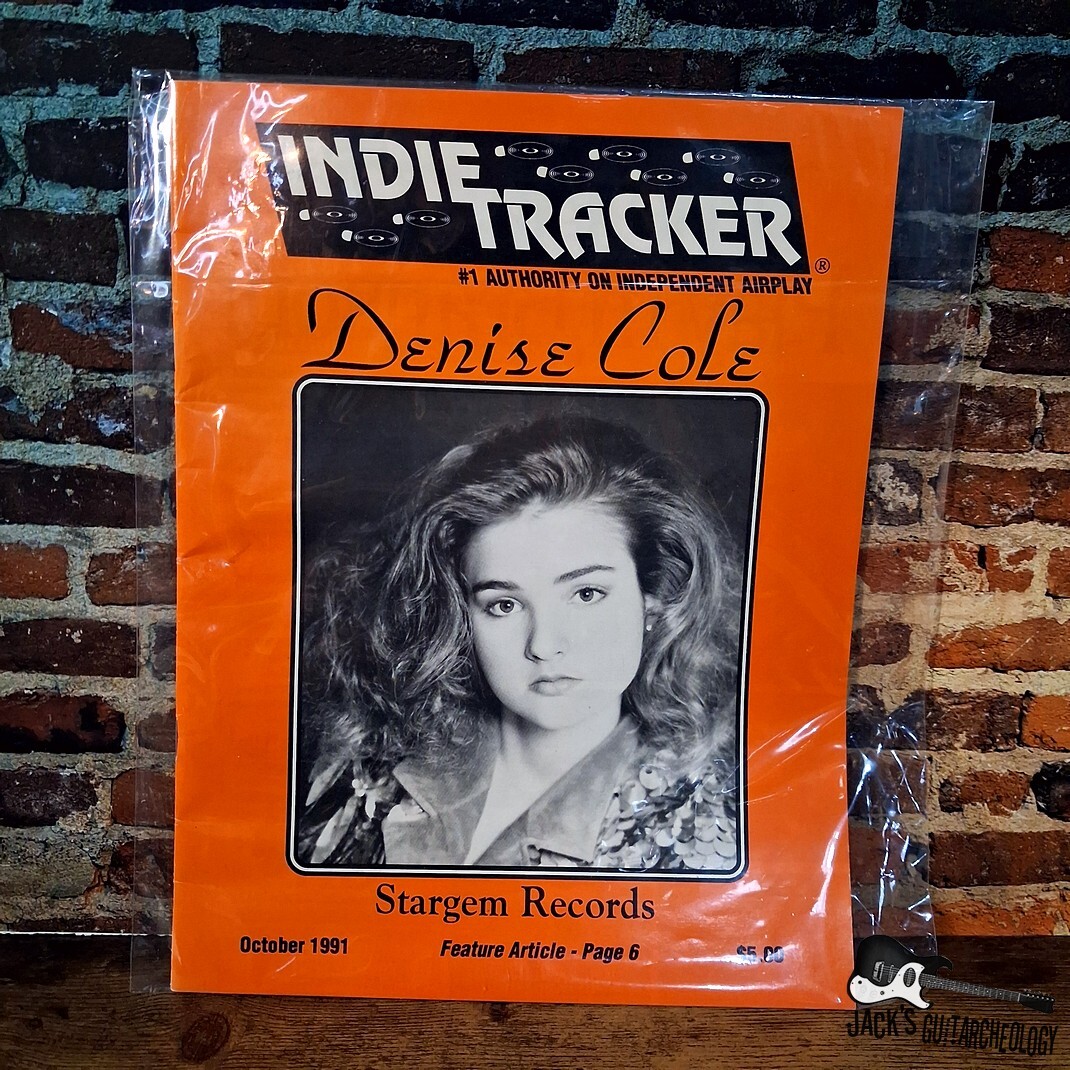 INDIE
TRACKER®
#1 AUTHORITY ON INDEPENDENT AIRPLAY
Denise Cole
Stargem Records
October 1991 Feature Article - Page 6 $5.00
JACK'S GUITARCHEOLOGY